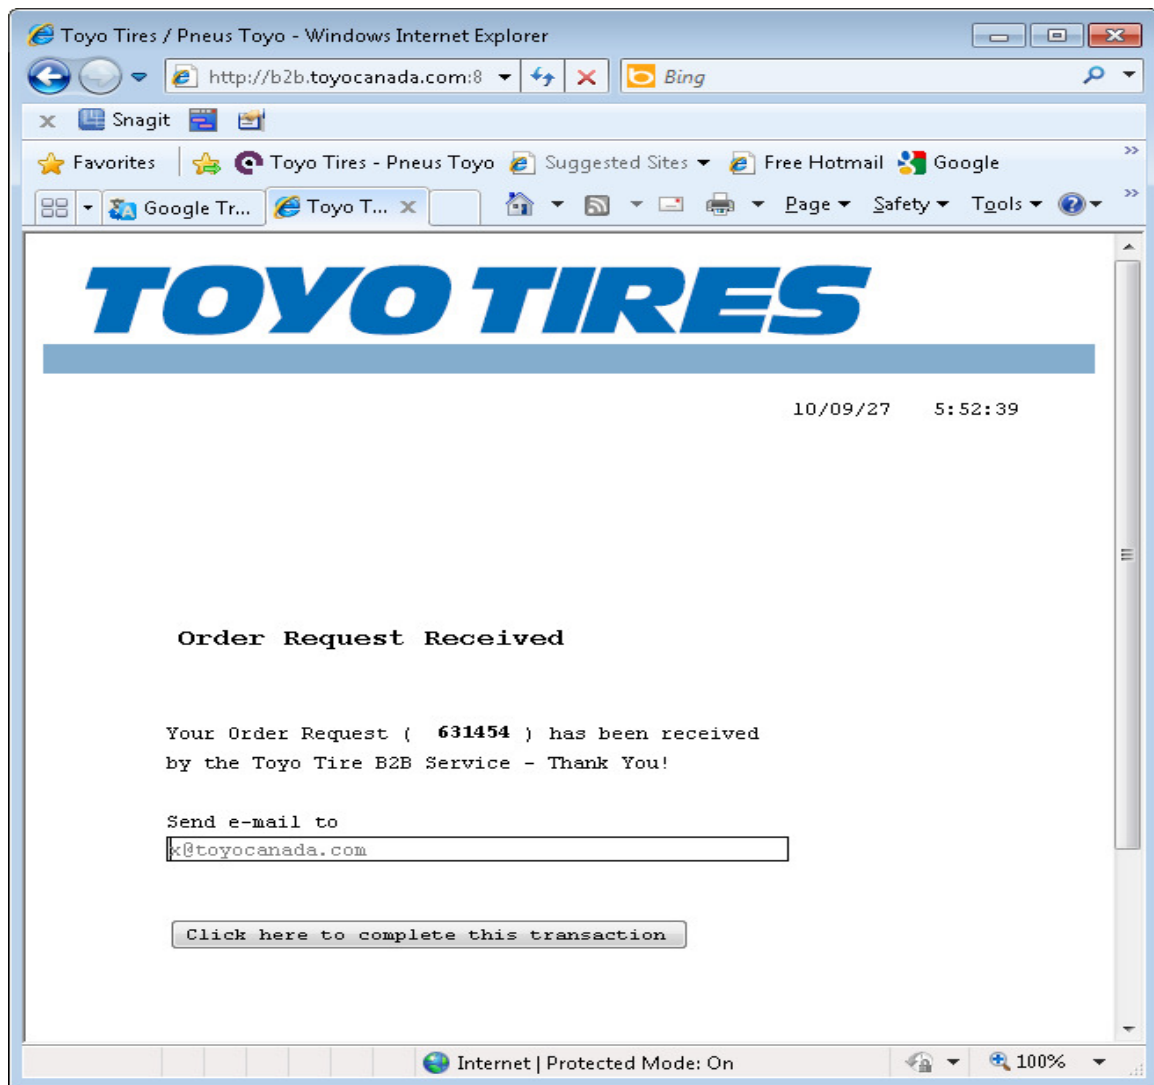 Toyo Tires / Pneus Toyo - Windows Internet Explorer
http://b2b.toyocanada.com:8 Bing
x Snagit
Favorites Toyo Tires - Pneus Toyo Suggested Sites Free Hotmail Google
Google Tr... Toyo T... x Page Safety Tools
TOYO TIRES
10/09/27 5:52:39
Order Request Received
Your Order Request ( 631454 ) has been received
by the Toyo Tire B2B Service - Thank You!
Send e-mail to
x@toyocanada.com
Click here to complete this transaction
Internet | Protected Mode: On 100%